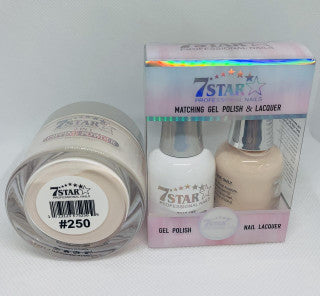 7STAR
PROFESSIONAL NAILS
MATCHING GEL POLISH & LACQUER
7STAR
PROFESSIONAL NAILS
#250
7STAR
GEL POLISH
NAIL LACQUER